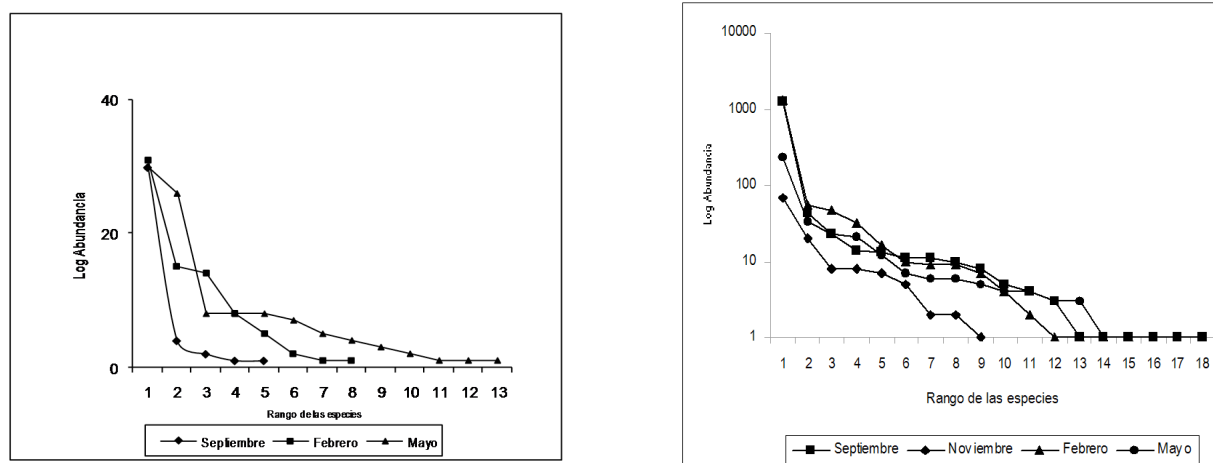 40
20
0
Log Abundancia
1 2 3 4 5 6 7 8 9 10 11 12 13
Rango de las especies
Septiembre Febrero Mayo
10000
1000
100
10
1
Log Abundancia
1 2 3 4 5 6 7 8 9 10 11 12 13 14 15 16 17 18
Rango de las especies
Septiembre Noviembre Febrero Mayo